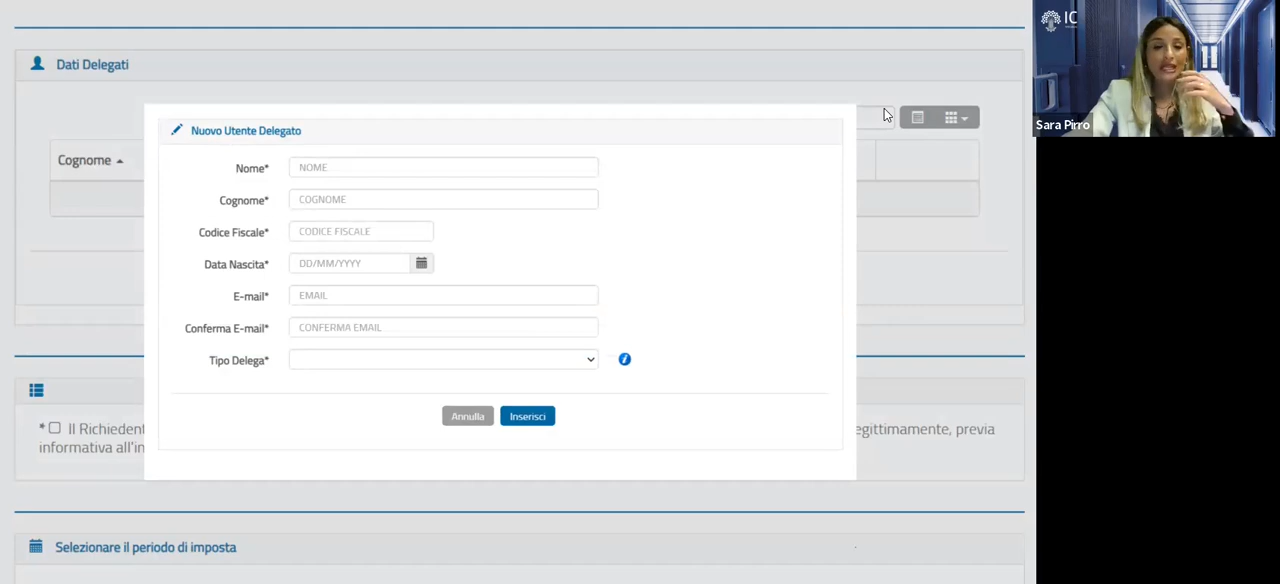 Dati Delegati
Cognome
Nuovo Utente Delegato
Nome*
NOME
Cognome*
COGNOME
Codice Fiscale*
CODICE FISCALE
Data Nascita*
DD/MM/YYYY
E-mail*
EMAIL
Conferma E-mail*
CONFERMA EMAIL
Tipo Delega*
i
Annulla
Inserisci
* Il Richiedent
egittimamente, previa
informativa all'in
Selezionare il periodo di imposta
IC
Sara Pirro